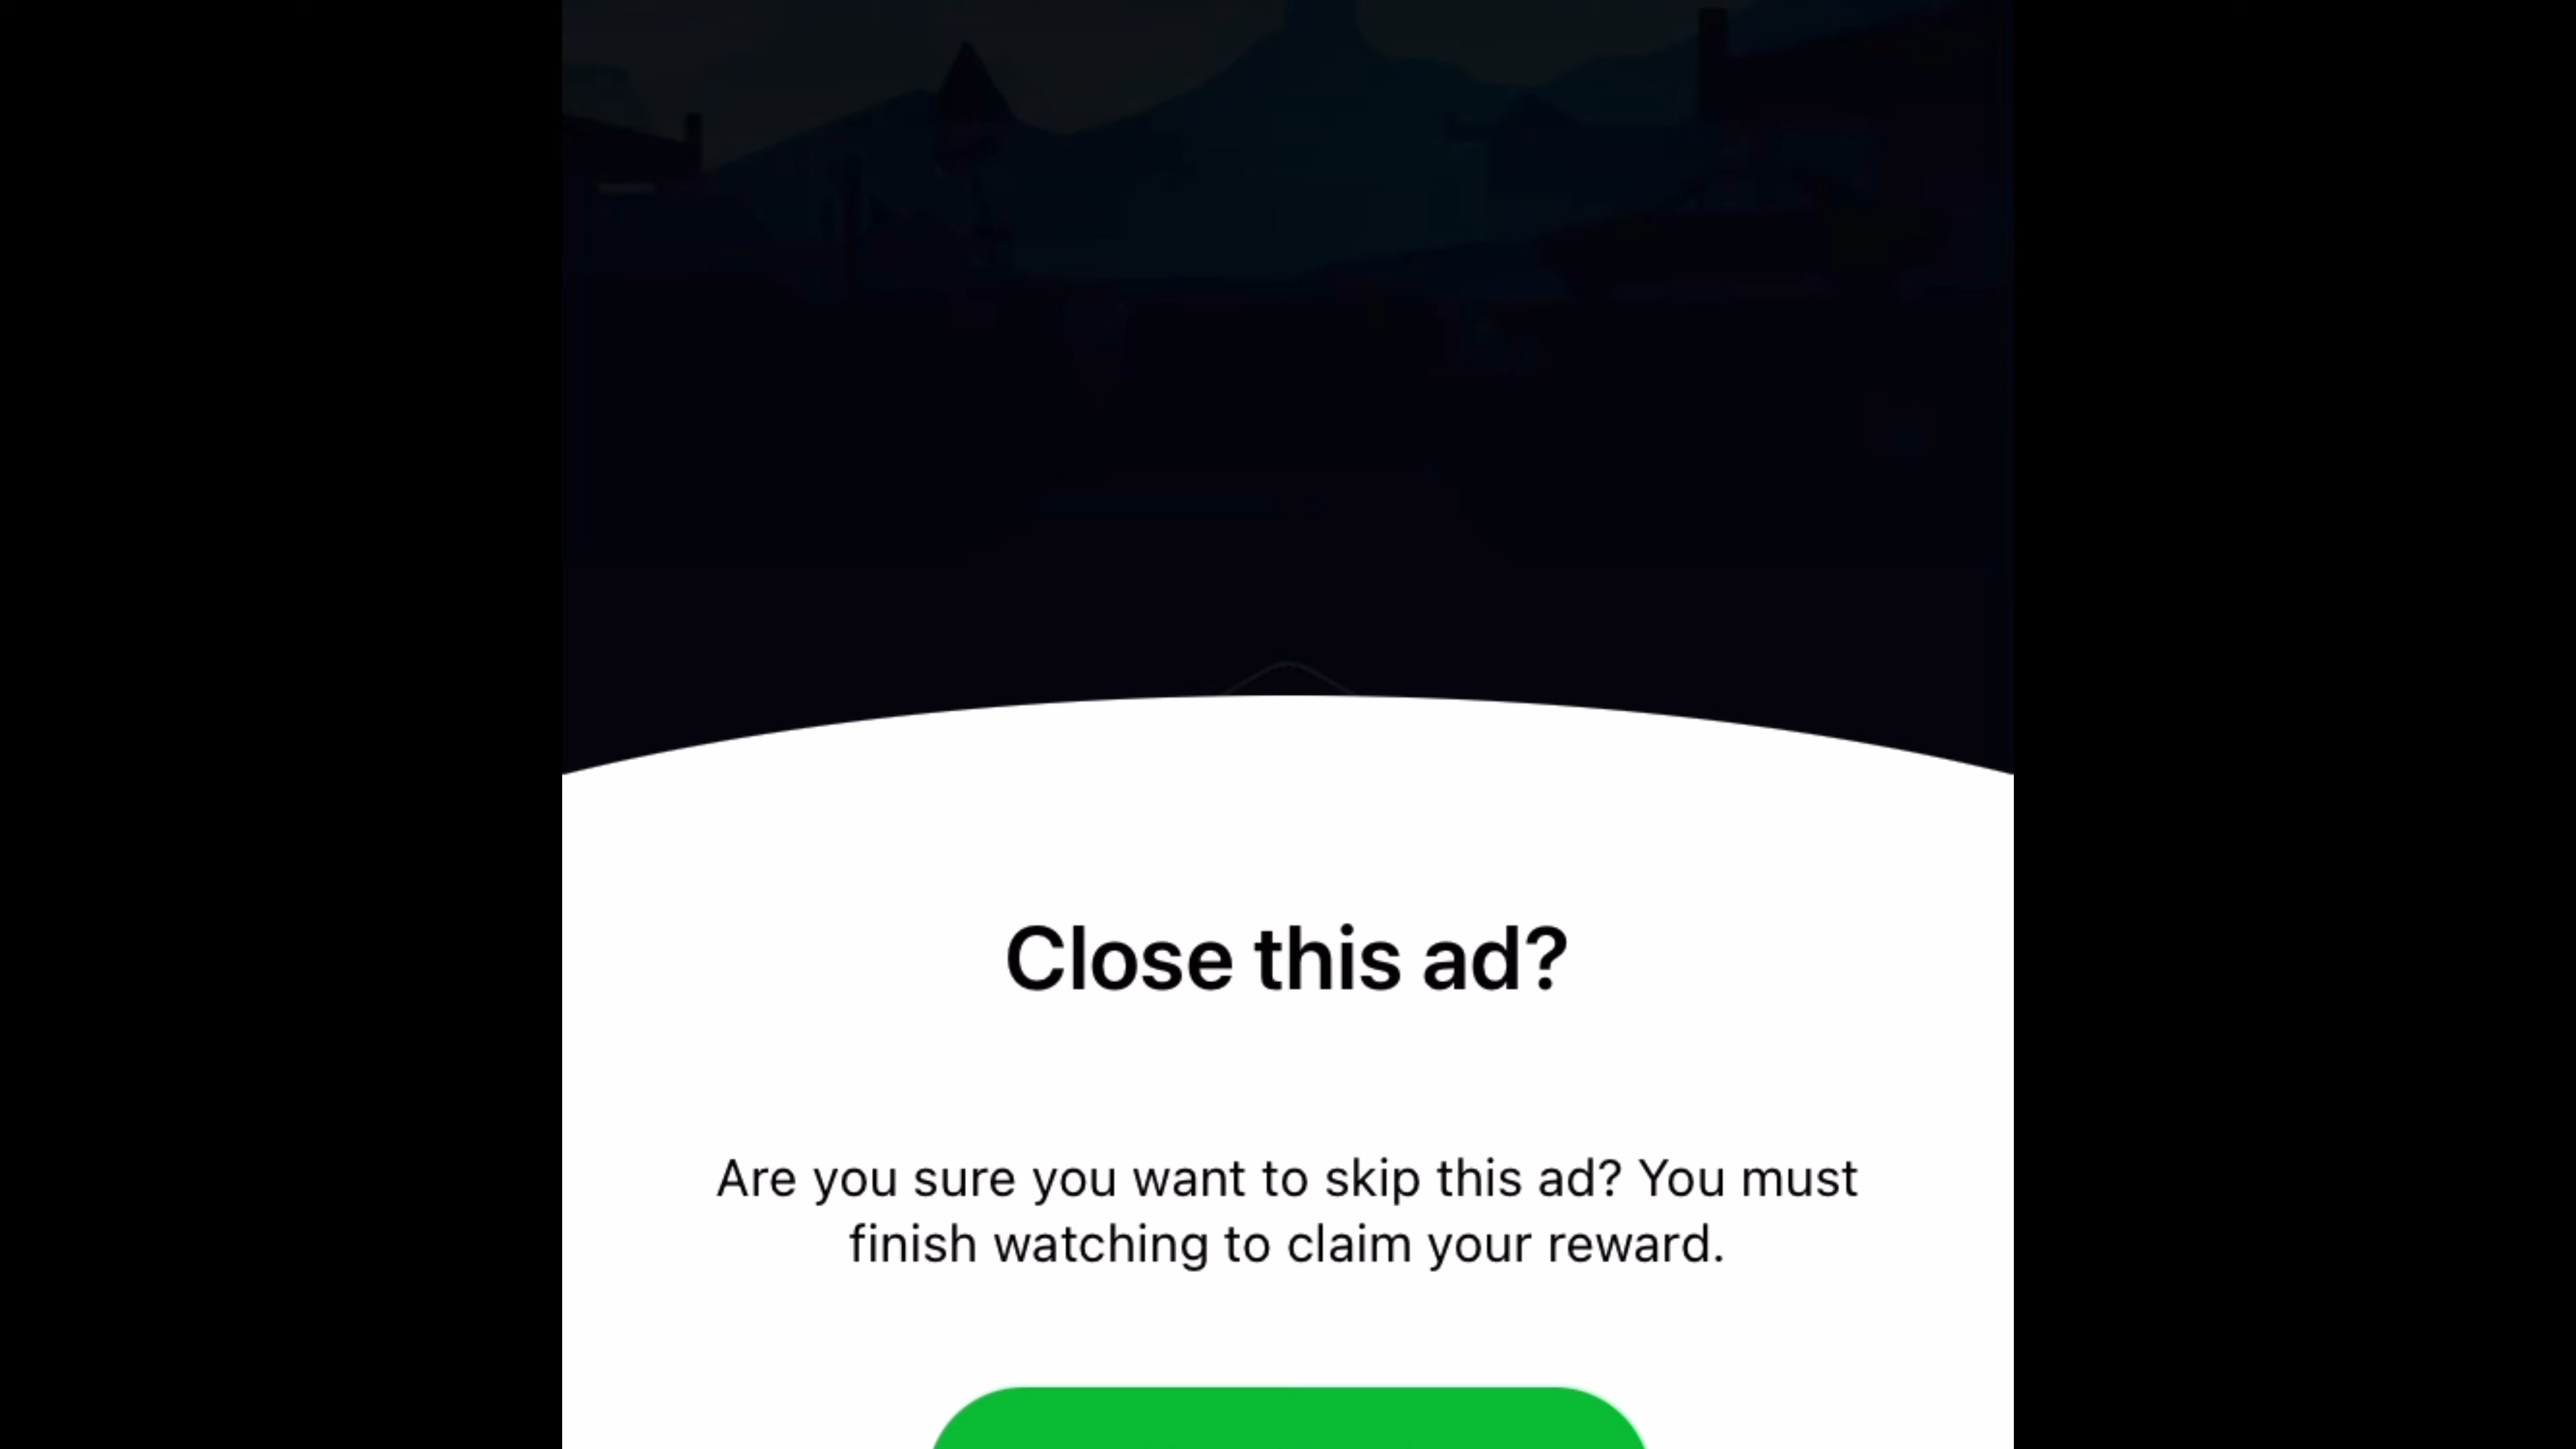 Close this ad?
Are you sure you want to skip this ad? You must
finish watching to claim your reward.